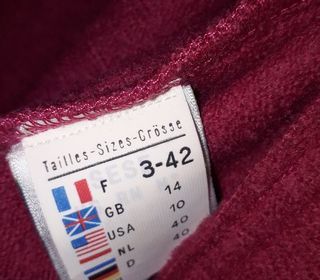 Tailles-Sizes-Grösse
F 3-42
GB 14
USA 10
NL 40
D 40